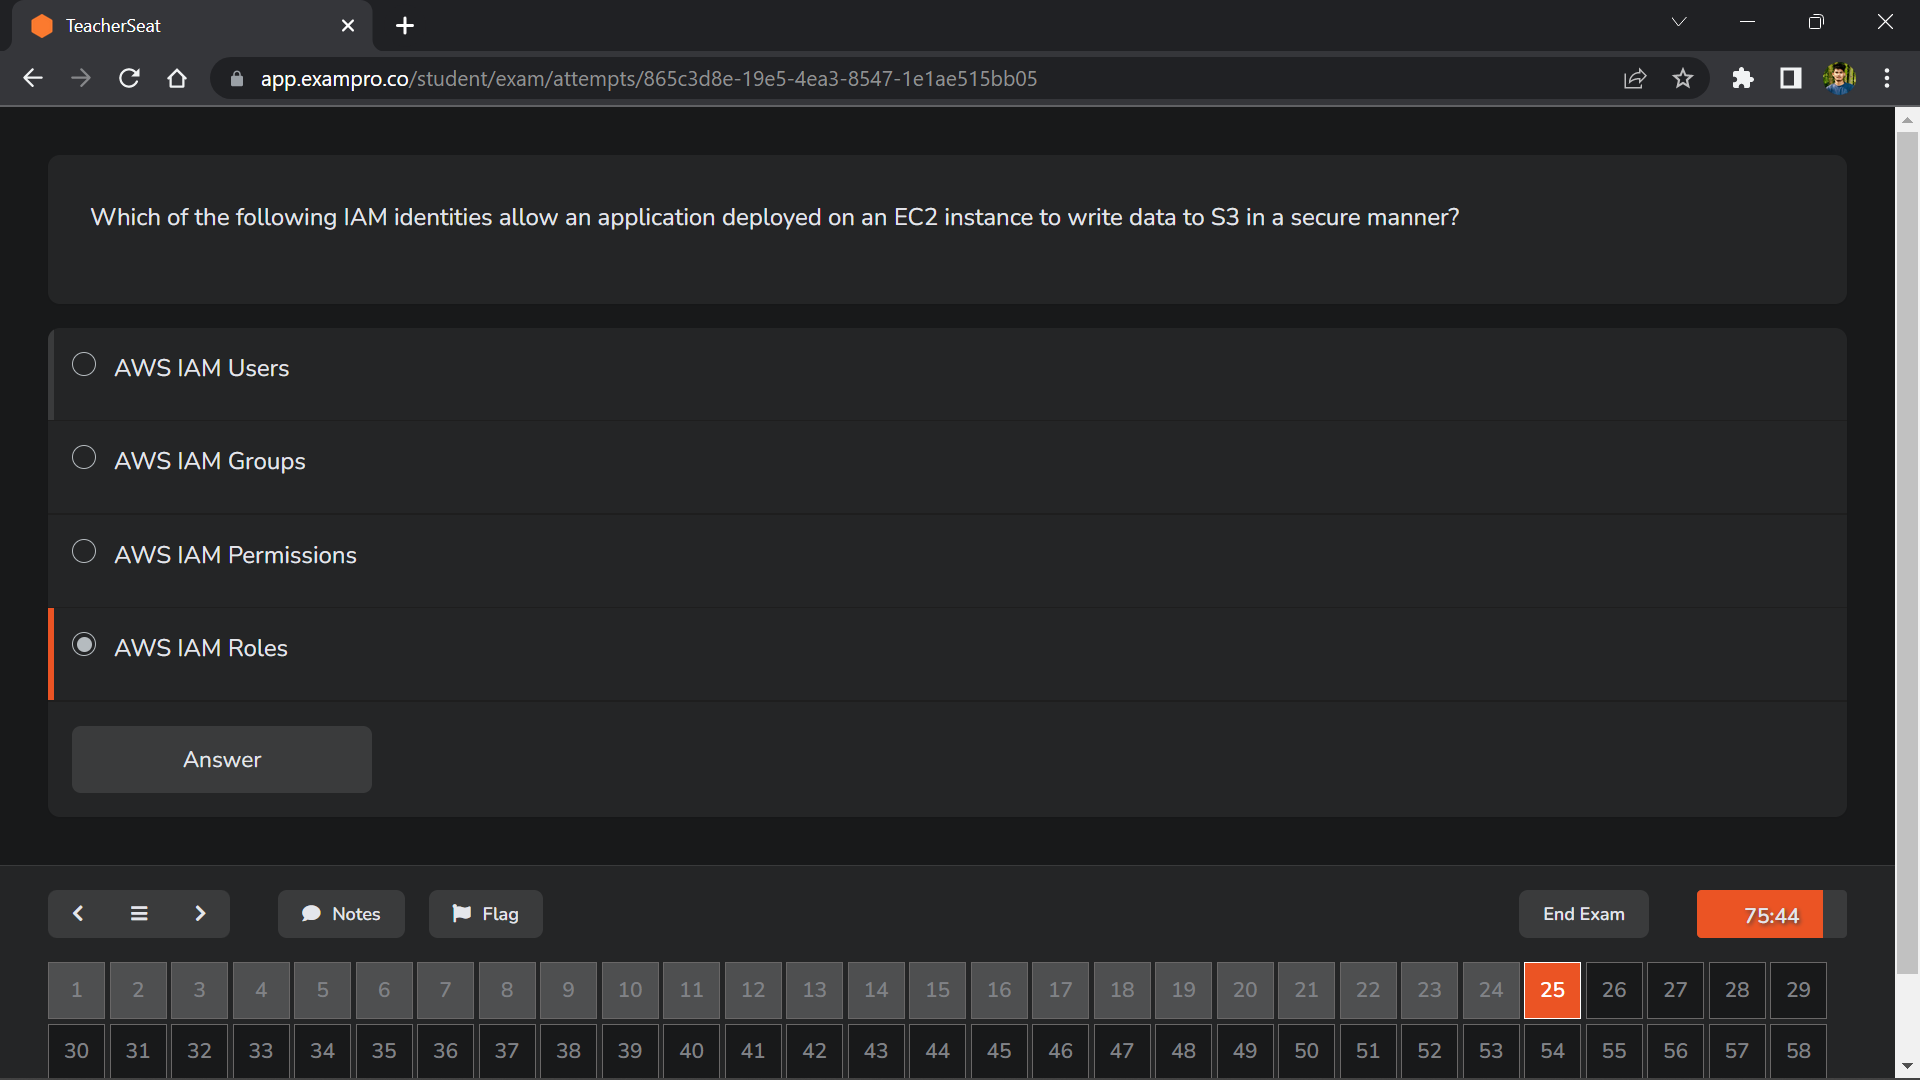 TeacherSeat
app.exampro.co/student/exam/attempts/865c3d8e-19e5-4ea3-8547-1e1ae515bb05
Which of the following IAM identities allow an application deployed on an EC2 instance to write data to S3 in a secure manner?
AWS IAM Users
AWS IAM Groups
AWS IAM Permissions
AWS IAM Roles
Answer
Notes Flag End Exam 75:44
1 2 3 4 5 6 7 8 9 10 11 12 13 14 15 16 17 18 19 20 21 22 23 24 25 26 27 28 29
30 31 32 33 34 35 36 37 38 39 40 41 42 43 44 45 46 47 48 49 50 51 52 53 54 55 56 57 58